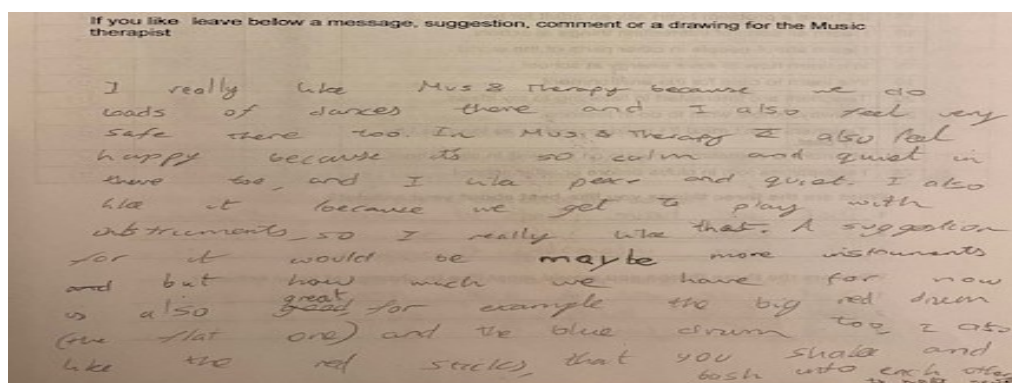 If you like leave below a message, suggestion, comment or a drawing for the Music
therapist
I really like Mus & Therapy because we do
loads of dances there and I also feel very
safe there too. In Music Therapy I also feel
happy because its so calm and quiet in
there too, and I like peace and quiet. I also
like it because we get to play with
instruments, so I really like that. A suggestion
for it would be maybe more instruments
and but how much we have for now
is also good great for example the big red drum
(the flat one) and the blue drum too, I also
like the red sticks, that you shake and
bash into each other